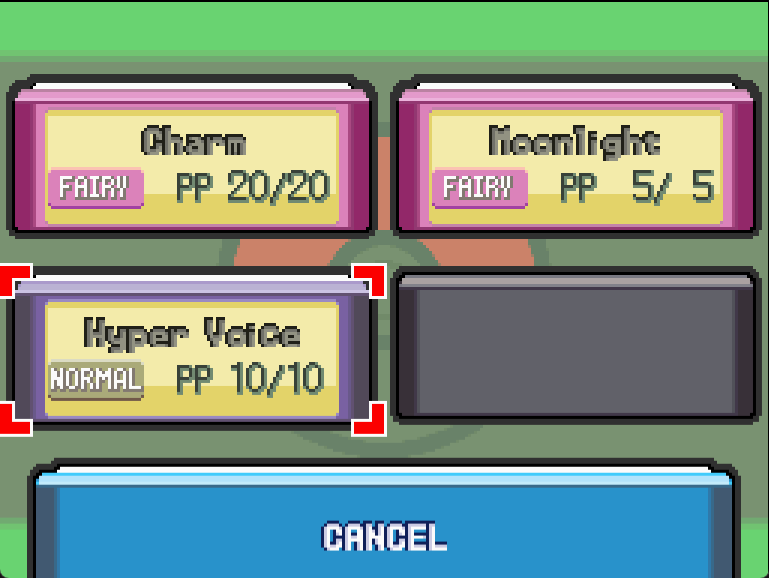 Charm
FAIRY PP 20/20
Moonlight
FAIRY PP 5/ 5
Hyper Voice
NORMAL PP 10/10
CANCEL